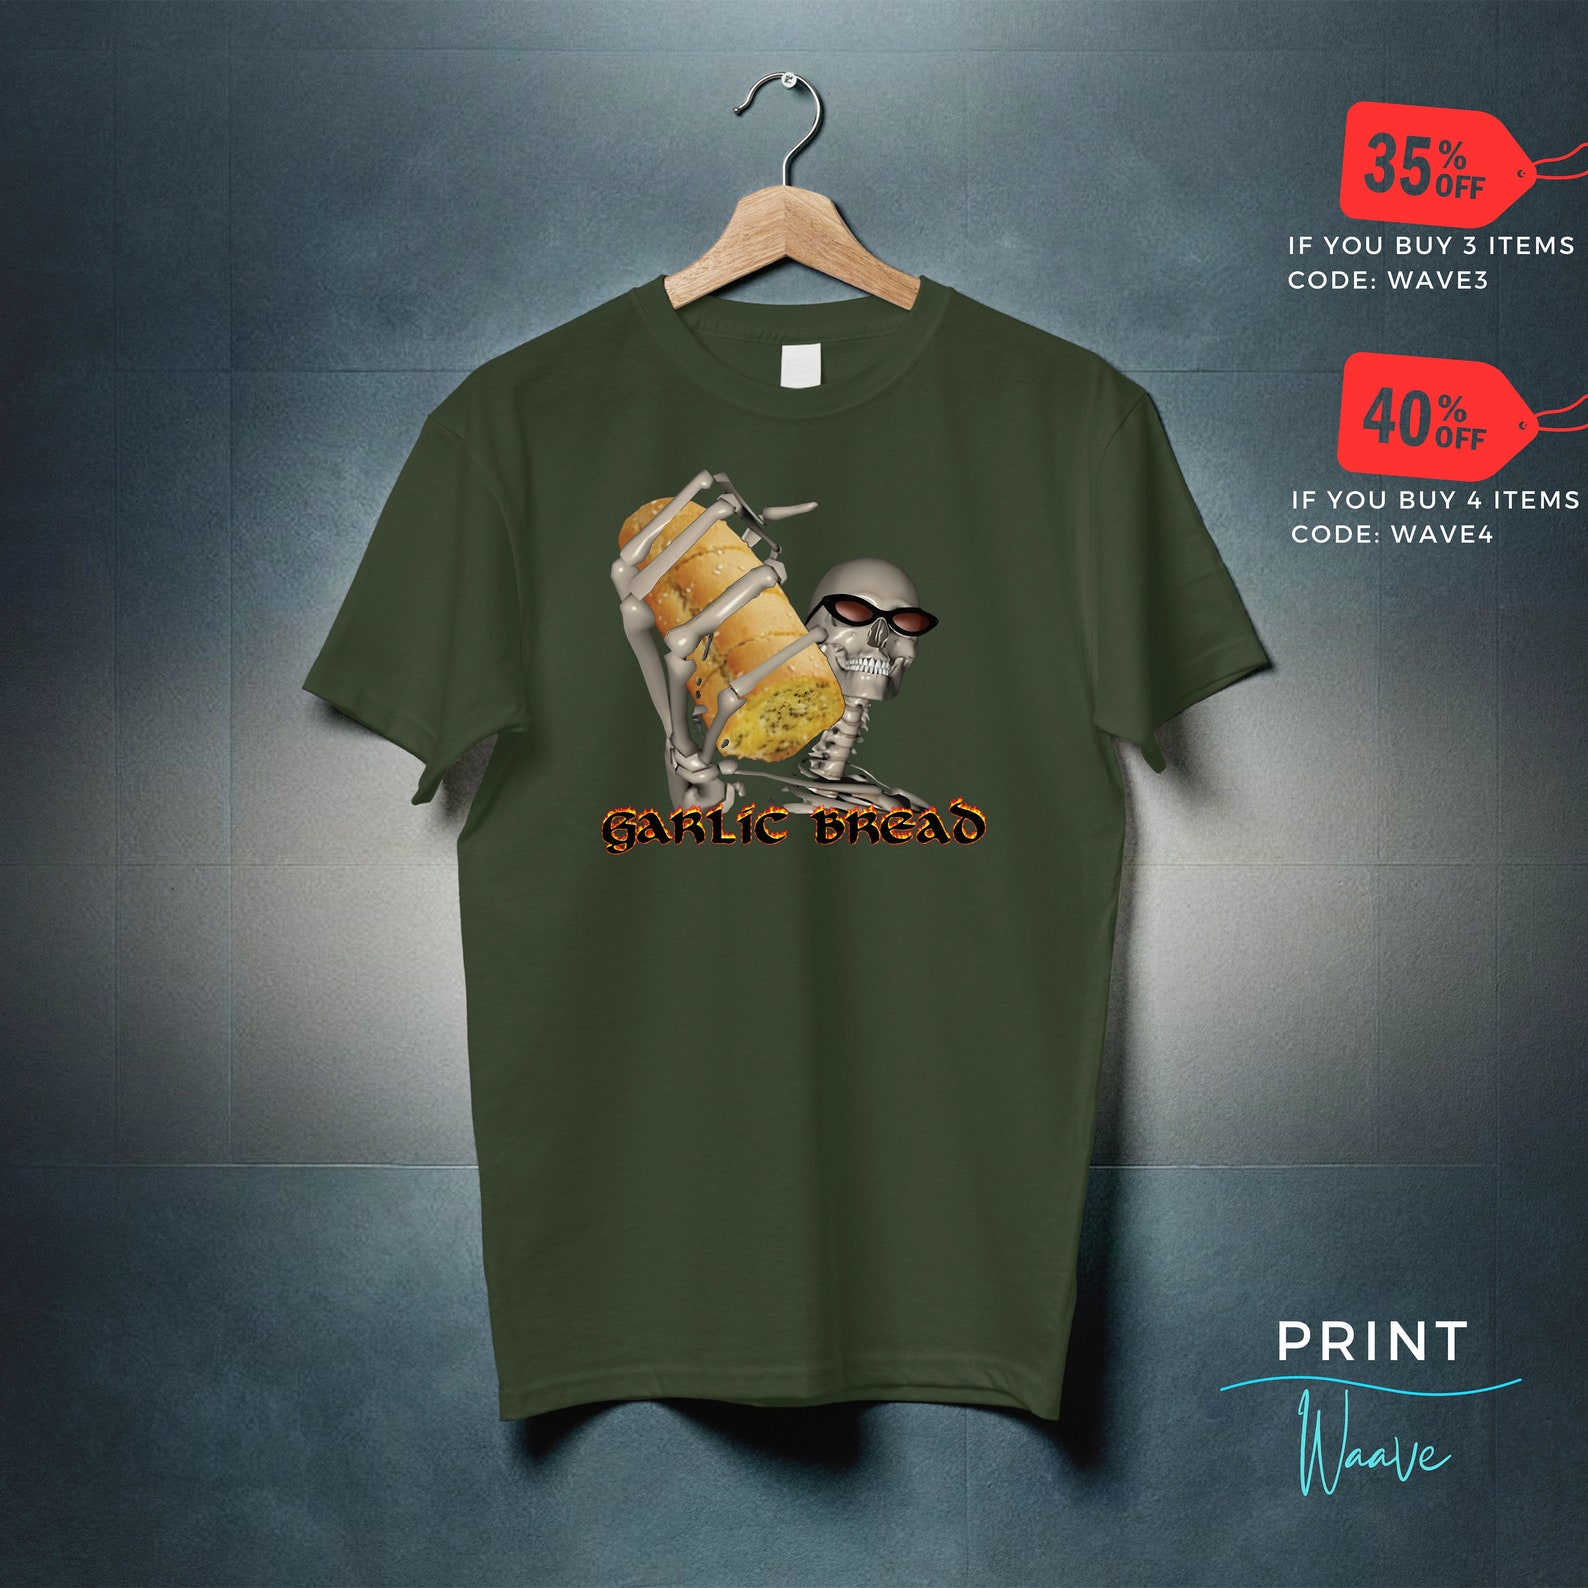 35% OFF
IF YOU BUY 3 ITEMS
CODE: WAVE3
40% OFF
IF YOU BUY 4 ITEMS
CODE: WAVE4
GARLIC BREAD
PRINT
Waave